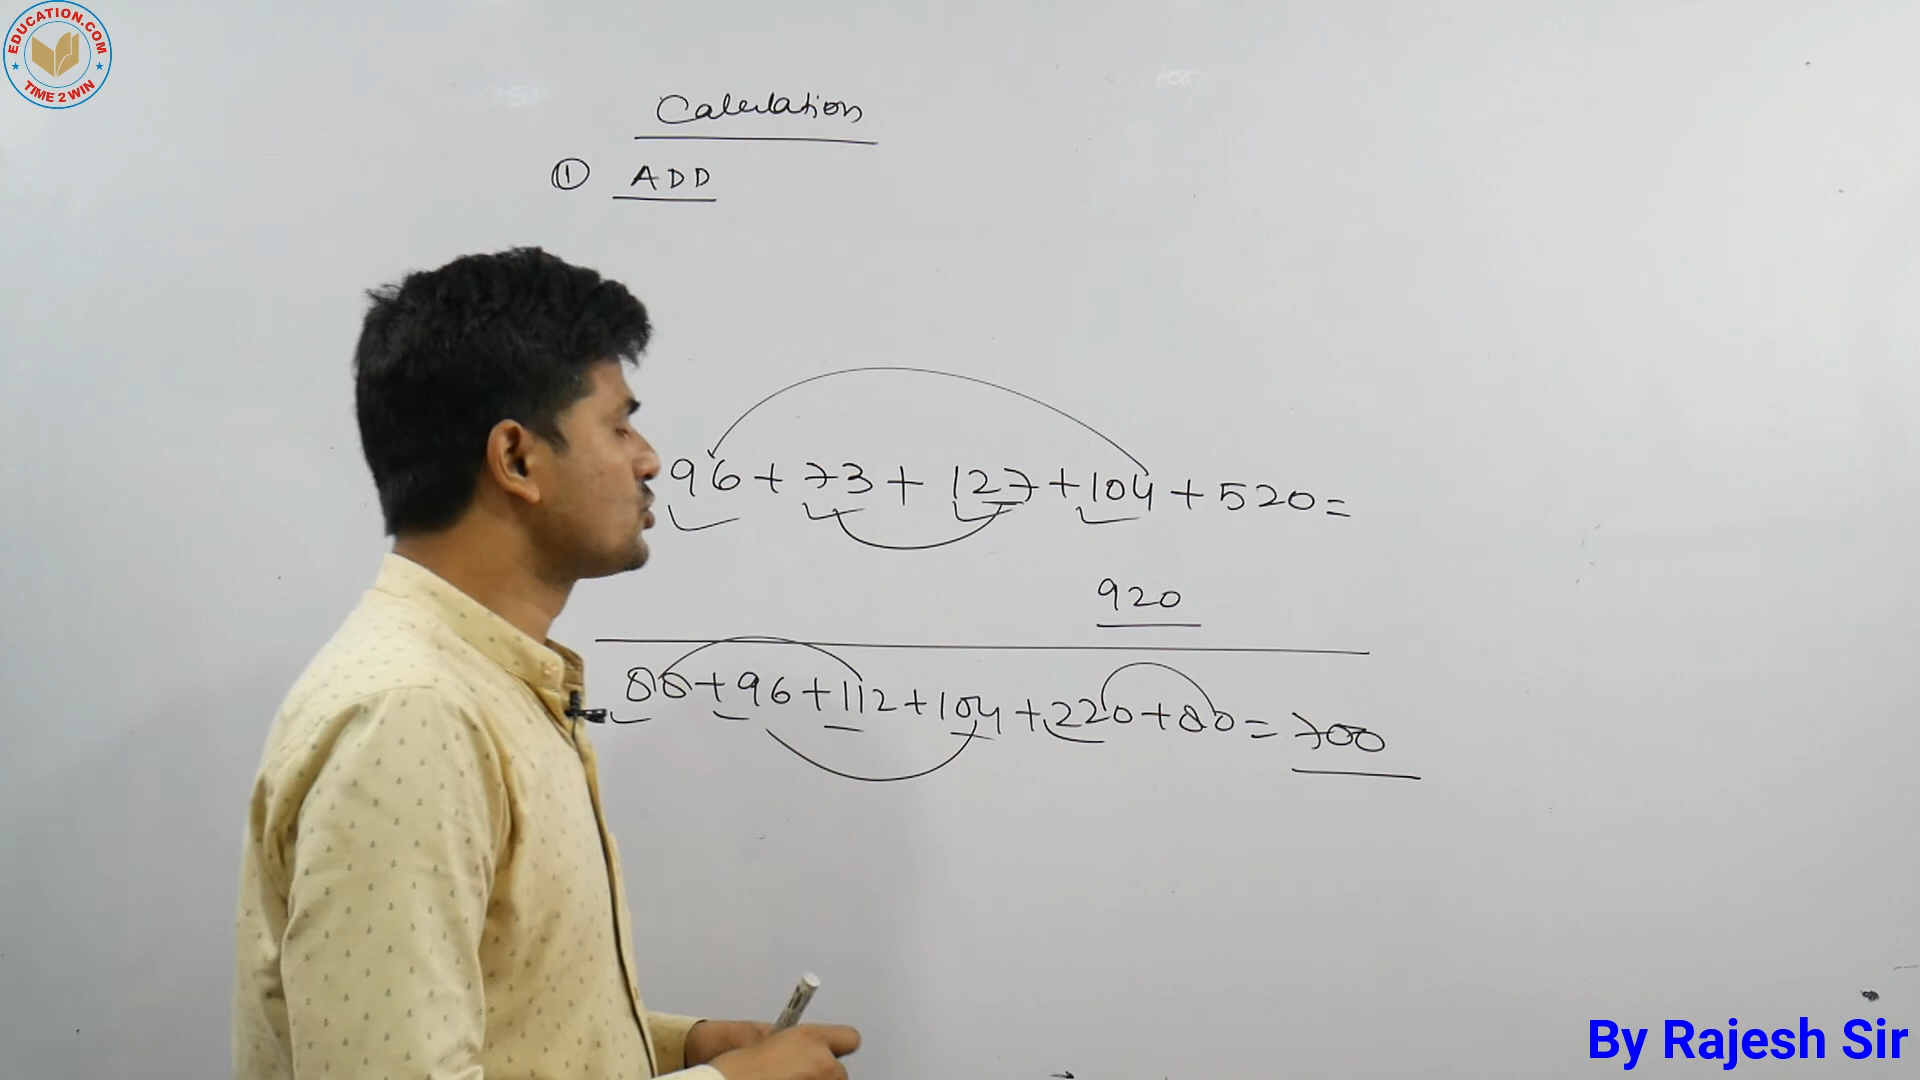 EDUCATION.COM
TIME 2 WIN
Calculation
① ADD
96 + 73 + 127 + 104 + 520 =
920
88 + 96 + 112 + 104 + 220 + 80 = 700
By Rajesh Sir